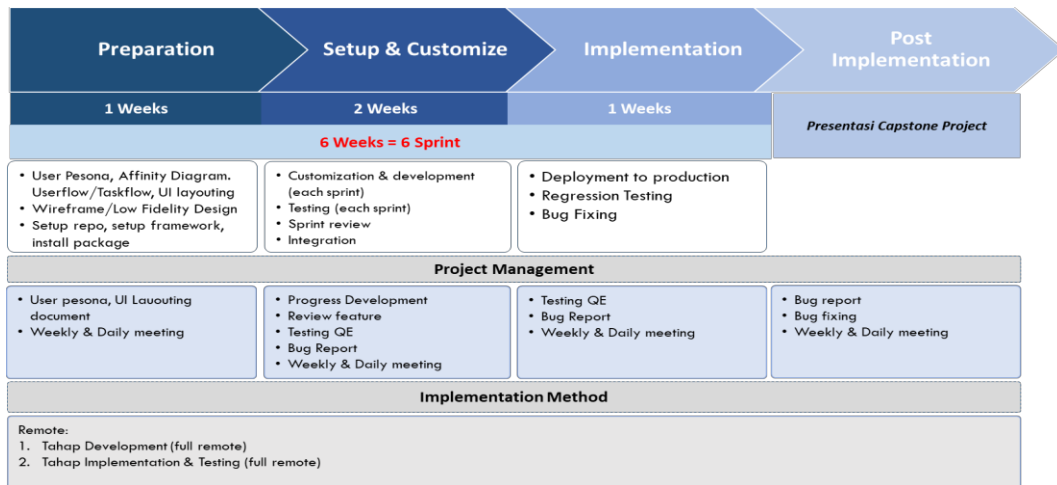 Preparation
Setup & Customize
Implementation
Post
Implementation
1 Weeks
2 Weeks
1 Weeks
Presentasi Capstone Project
6 Weeks = 6 Sprint
• User Pesona, Affinity Diagram.
Userflow/Taskflow, UI layouting
• Wireframe/Low Fidelity Design
• Setup repo, setup framework,
install package
• Customization & development
(each sprint)
• Testing (each sprint)
• Sprint review
• Integration
• Deployment to production
• Regression Testing
• Bug Fixing
Project Management
• User pesona, UI Lauouting
document
• Weekly & Daily meeting
• Progress Development
• Review feature
• Testing QE
• Bug Report
• Weekly & Daily meeting
• Testing QE
• Bug Report
• Weekly & Daily meeting
• Bug report
• Bug fixing
• Weekly & Daily meeting
Implementation Method
Remote:
1. Tahap Development (full remote)
2. Tahap Implementation & Testing (full remote)